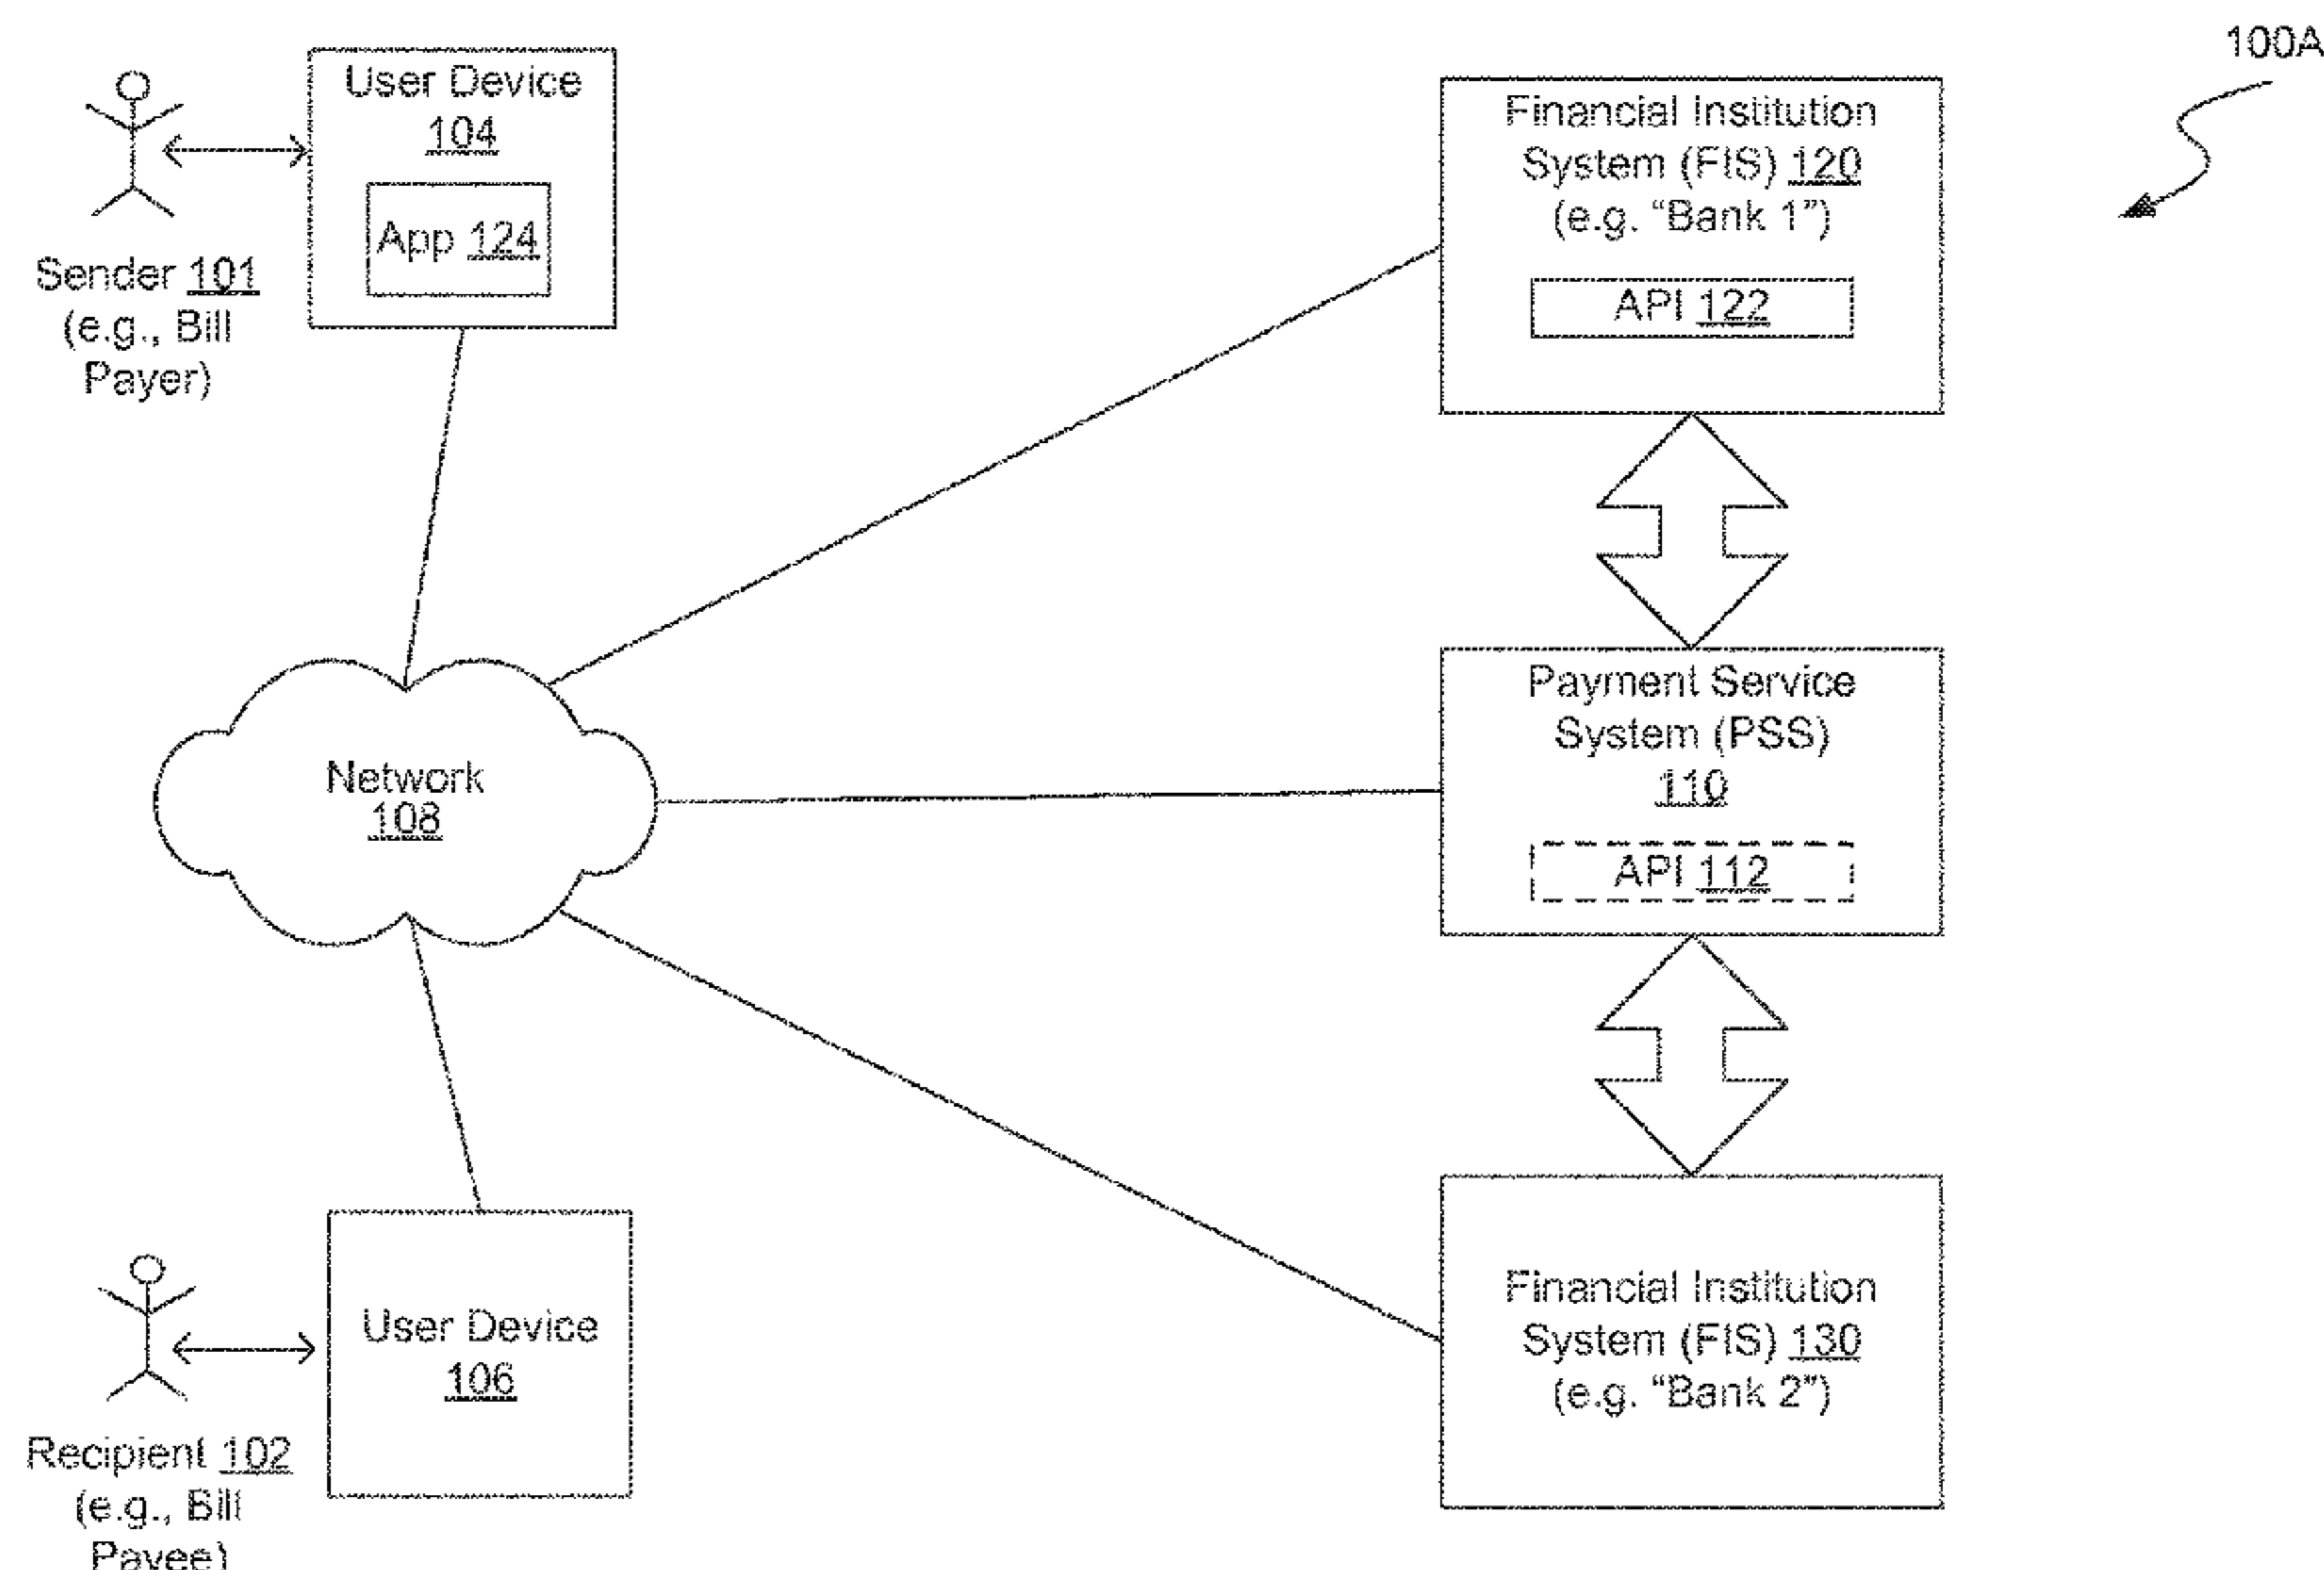 100A
User Device
104
App 124
Sender 101
(e.g., Bill
Payer)
Financial Institution
System (FIS) 120
(e.g. “Bank 1”)
API 122
Network
108
Payment Service
System (PSS)
110
API 112
User Device
106
Recipient 102
(e.g., Bill
Payee)
Financial Institution
System (FIS) 130
(e.g. “Bank 2”)